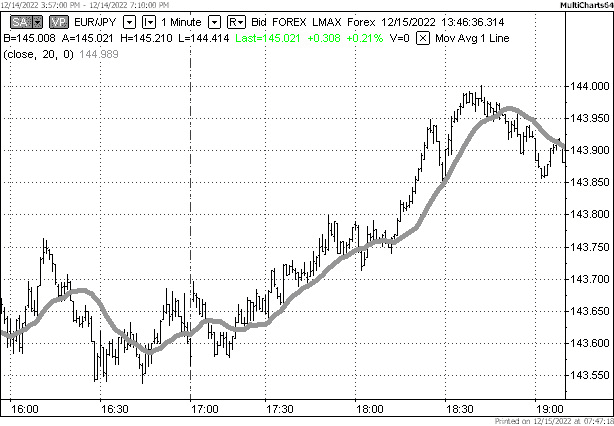 12/14/2022 3:57:00 PM - 12/14/2022 7:10:00 PM MultiCharts64
SA VP EUR/JPY I 1 Minute R Bid FOREX LMAX Forex 12/15/2022 13:46:36.314
B=145.008 A=145.021 H=145.210 L=144.414 Last=145.021 +0.308 +0.21% V=0 X Mov Avg 1 Line
(close, 20, 0) 144.989
144.000
143.950
143.900
143.850
143.800
143.750
143.700
143.650
143.600
143.550
16:00 16:30 17:00 17:30 18:00 18:30 19:00
Printed on 12/15/2022 at 07:47:18